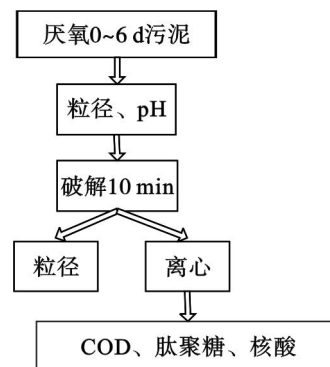 厌氧0~6 d污泥
粒径、pH
破解10 min
粒径
离心
COD、肽聚糖、核酸